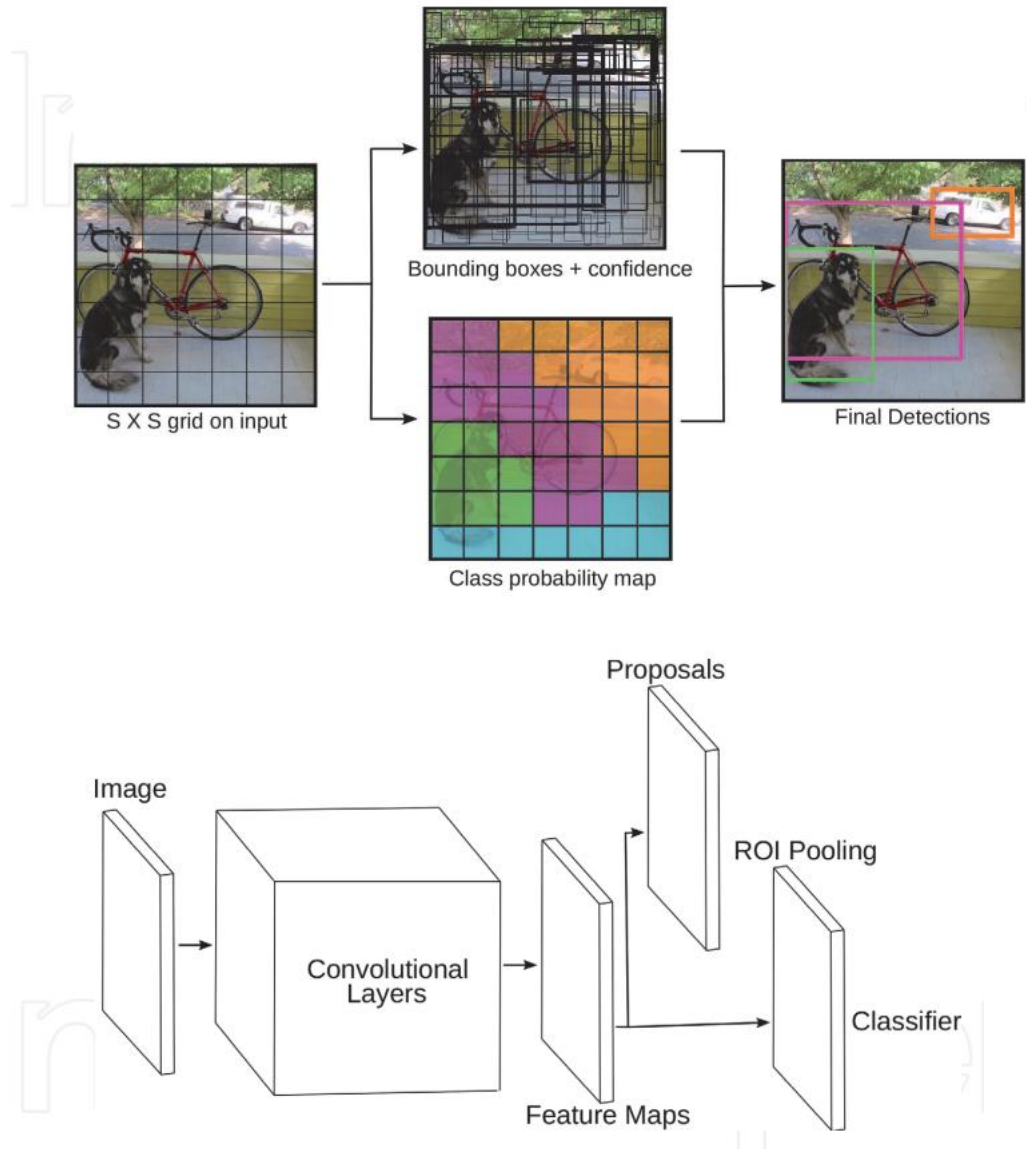 Bounding boxes + confidence
S X S grid on input
Final Detections
Class probability map
Proposals
Image
ROI Pooling
Convolutional
Layers
Classifier
Feature Maps